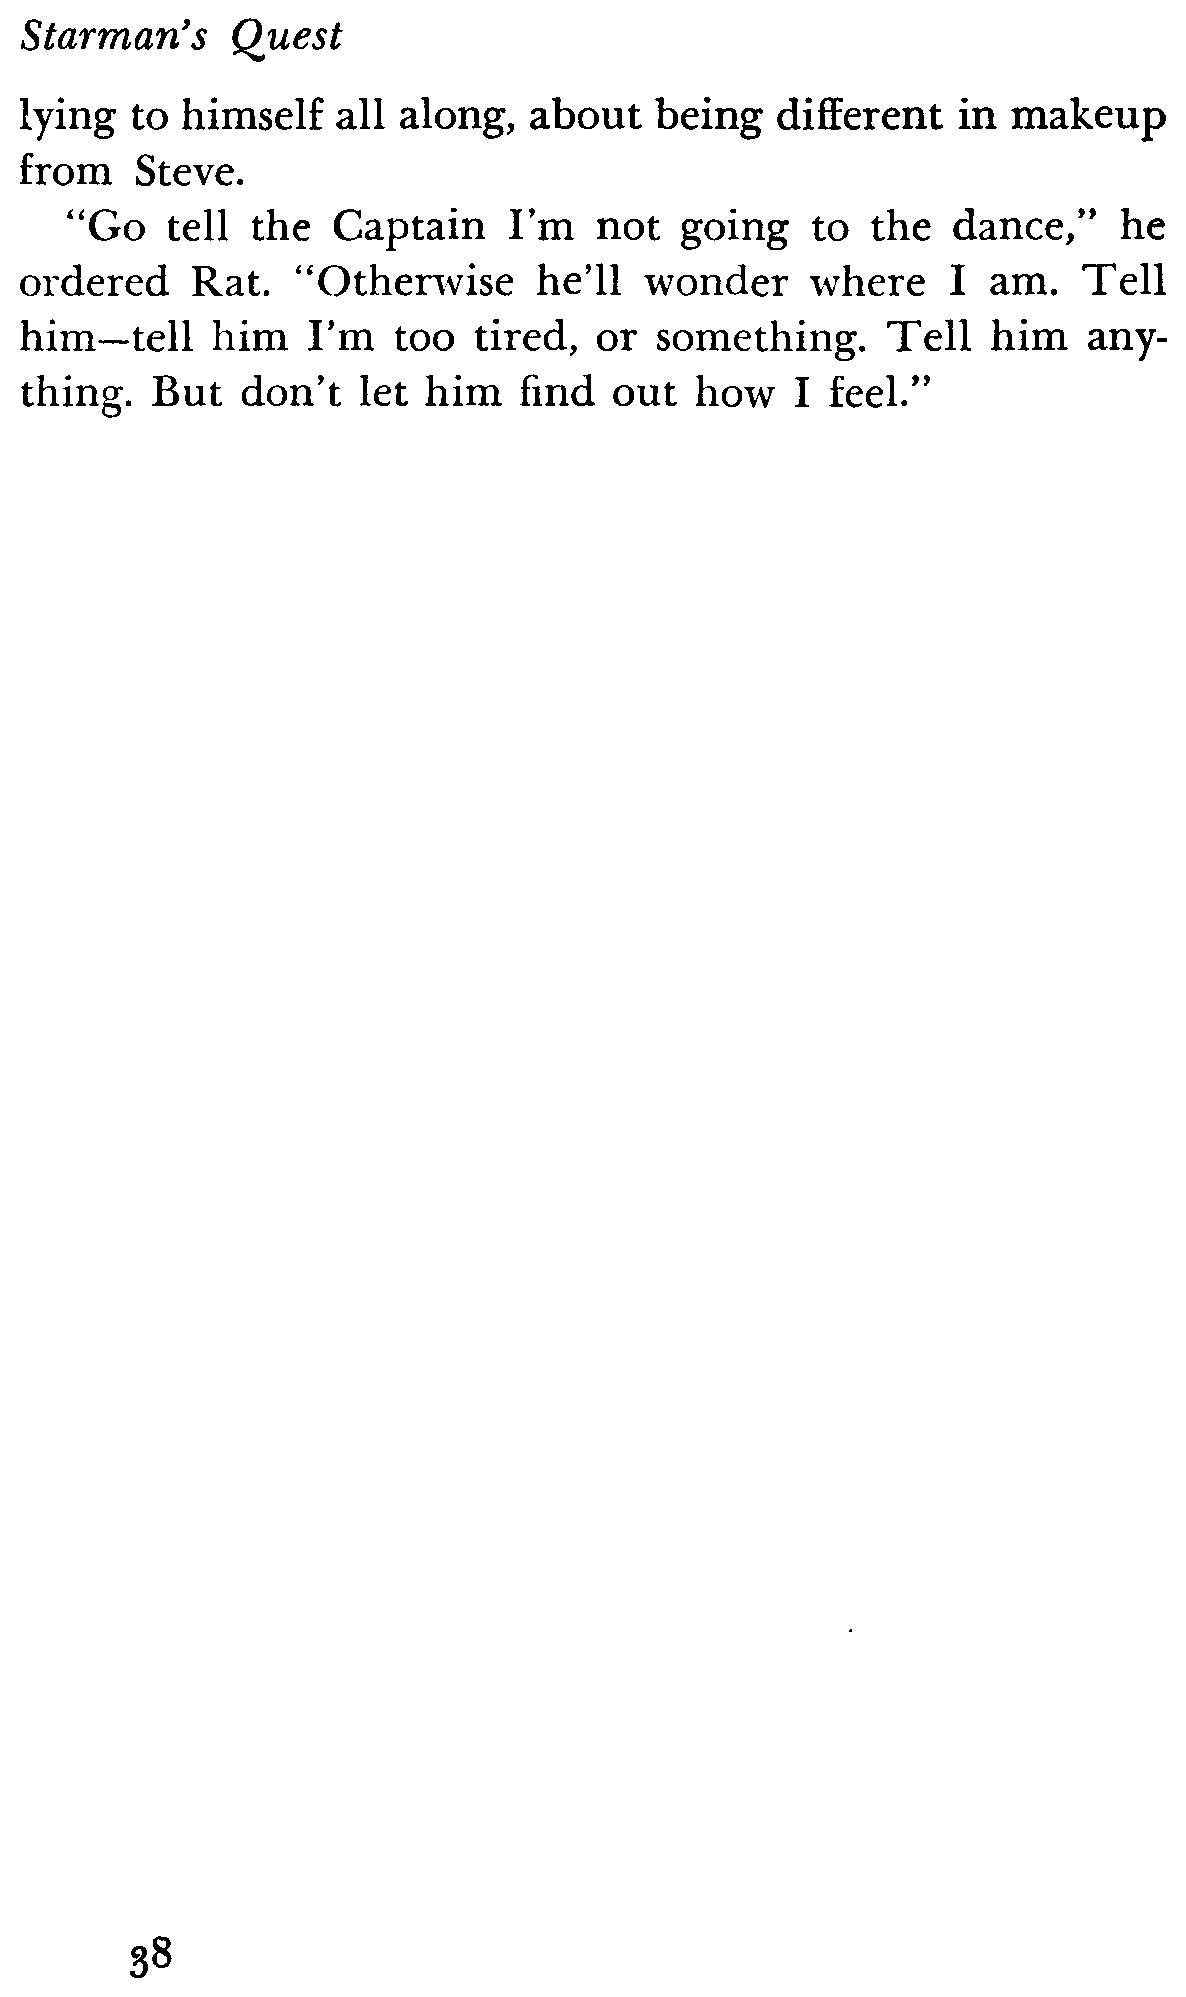 Starman's Quest
lying to himself all along, about being different in makeup
from Steve.
"Go tell the Captain I'm not going to the dance," he
ordered Rat. "Otherwise he'll wonder where I am. Tell
him—tell him I'm too tired, or something. Tell him any-
thing. But don't let him find out how I feel."
38